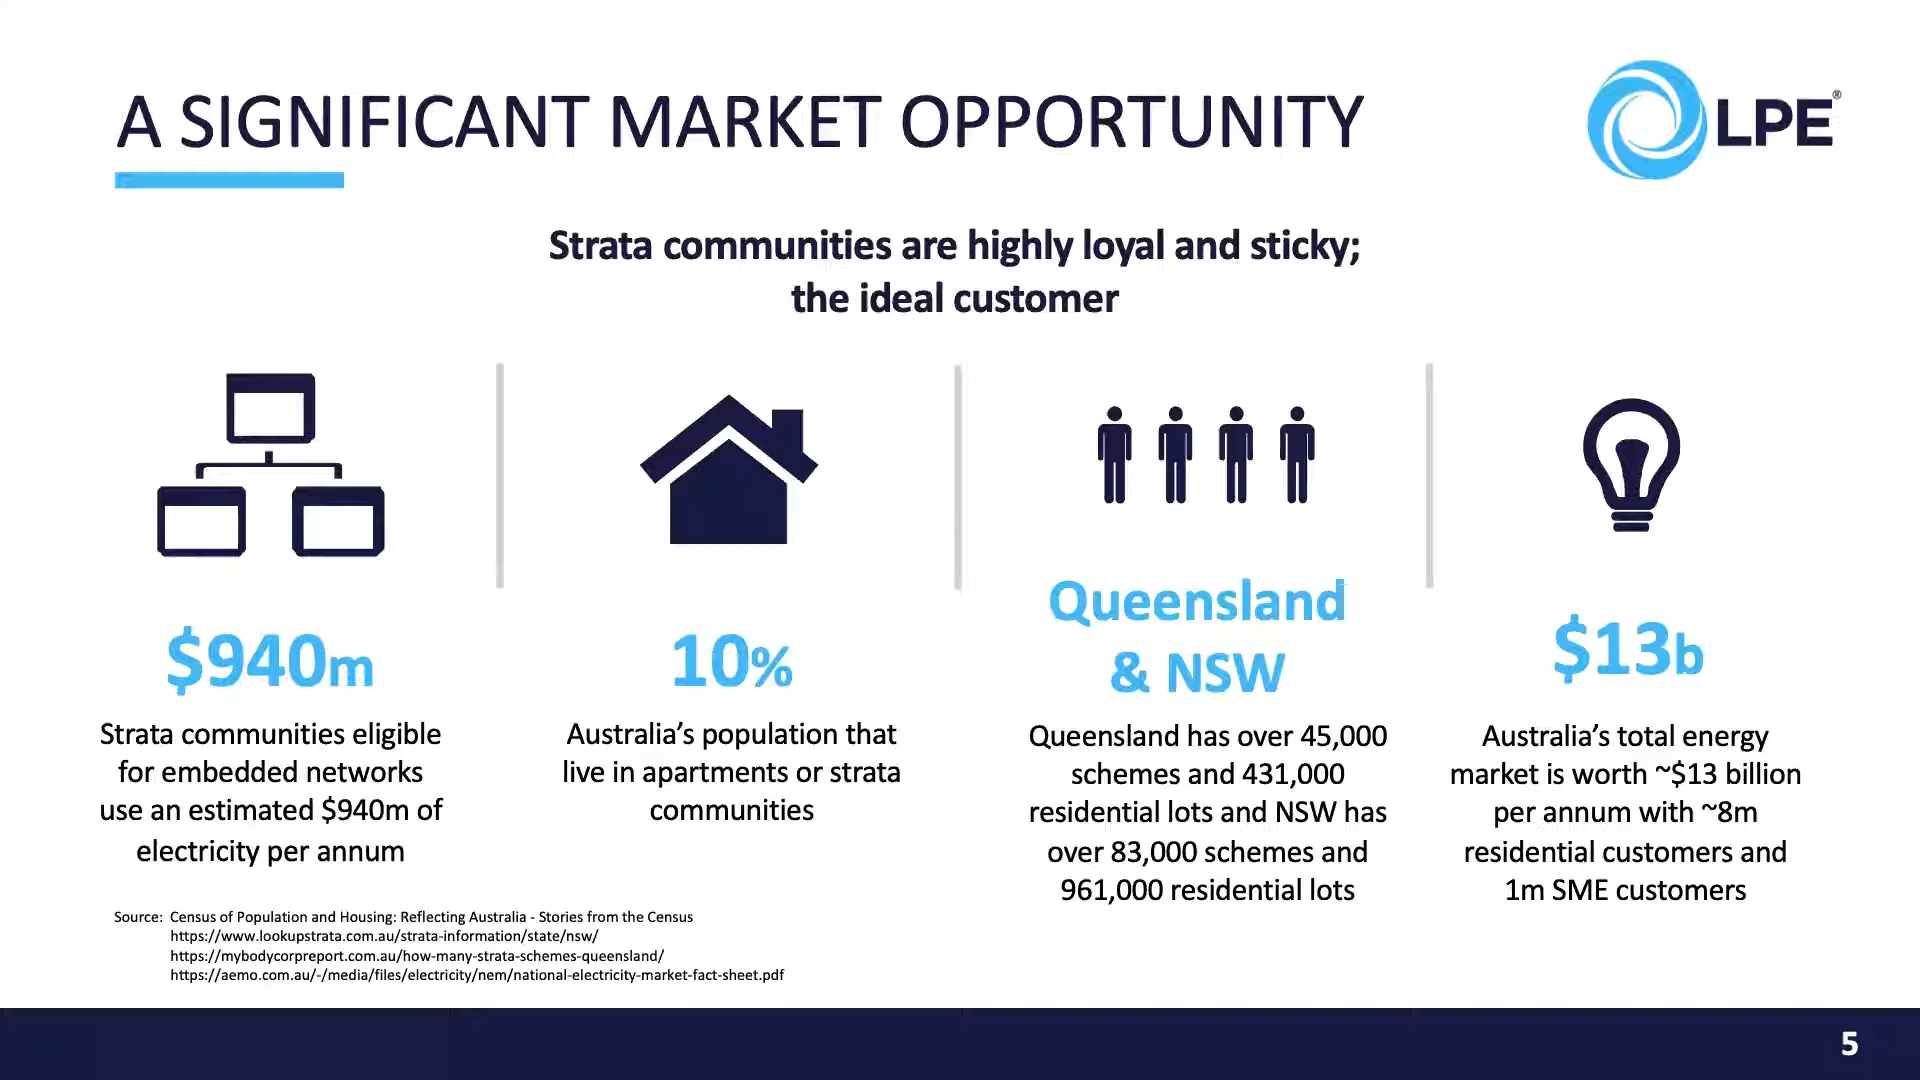 A SIGNIFICANT MARKET OPPORTUNITY
LPE®
Strata communities are highly loyal and sticky;
the ideal customer
$940m
Strata communities eligible
for embedded networks
use an estimated $940m of
electricity per annum
10%
Australia’s population that
live in apartments or strata
communities
Queensland
& NSW
Queensland has over 45,000
schemes and 431,000
residential lots and NSW has
over 83,000 schemes and
961,000 residential lots
$13b
Australia’s total energy
market is worth ~$13 billion
per annum with ~8m
residential customers and
1m SME customers
Source: Census of Population and Housing: Reflecting Australia - Stories from the Census
https://www.lookupstrata.com.au/strata-information/state/nsw/
https://mybodycorpreport.com.au/how-many-strata-schemes-queensland/
https://aemo.com.au/-/media/files/electricity/nem/national-electricity-market-fact-sheet.pdf
5